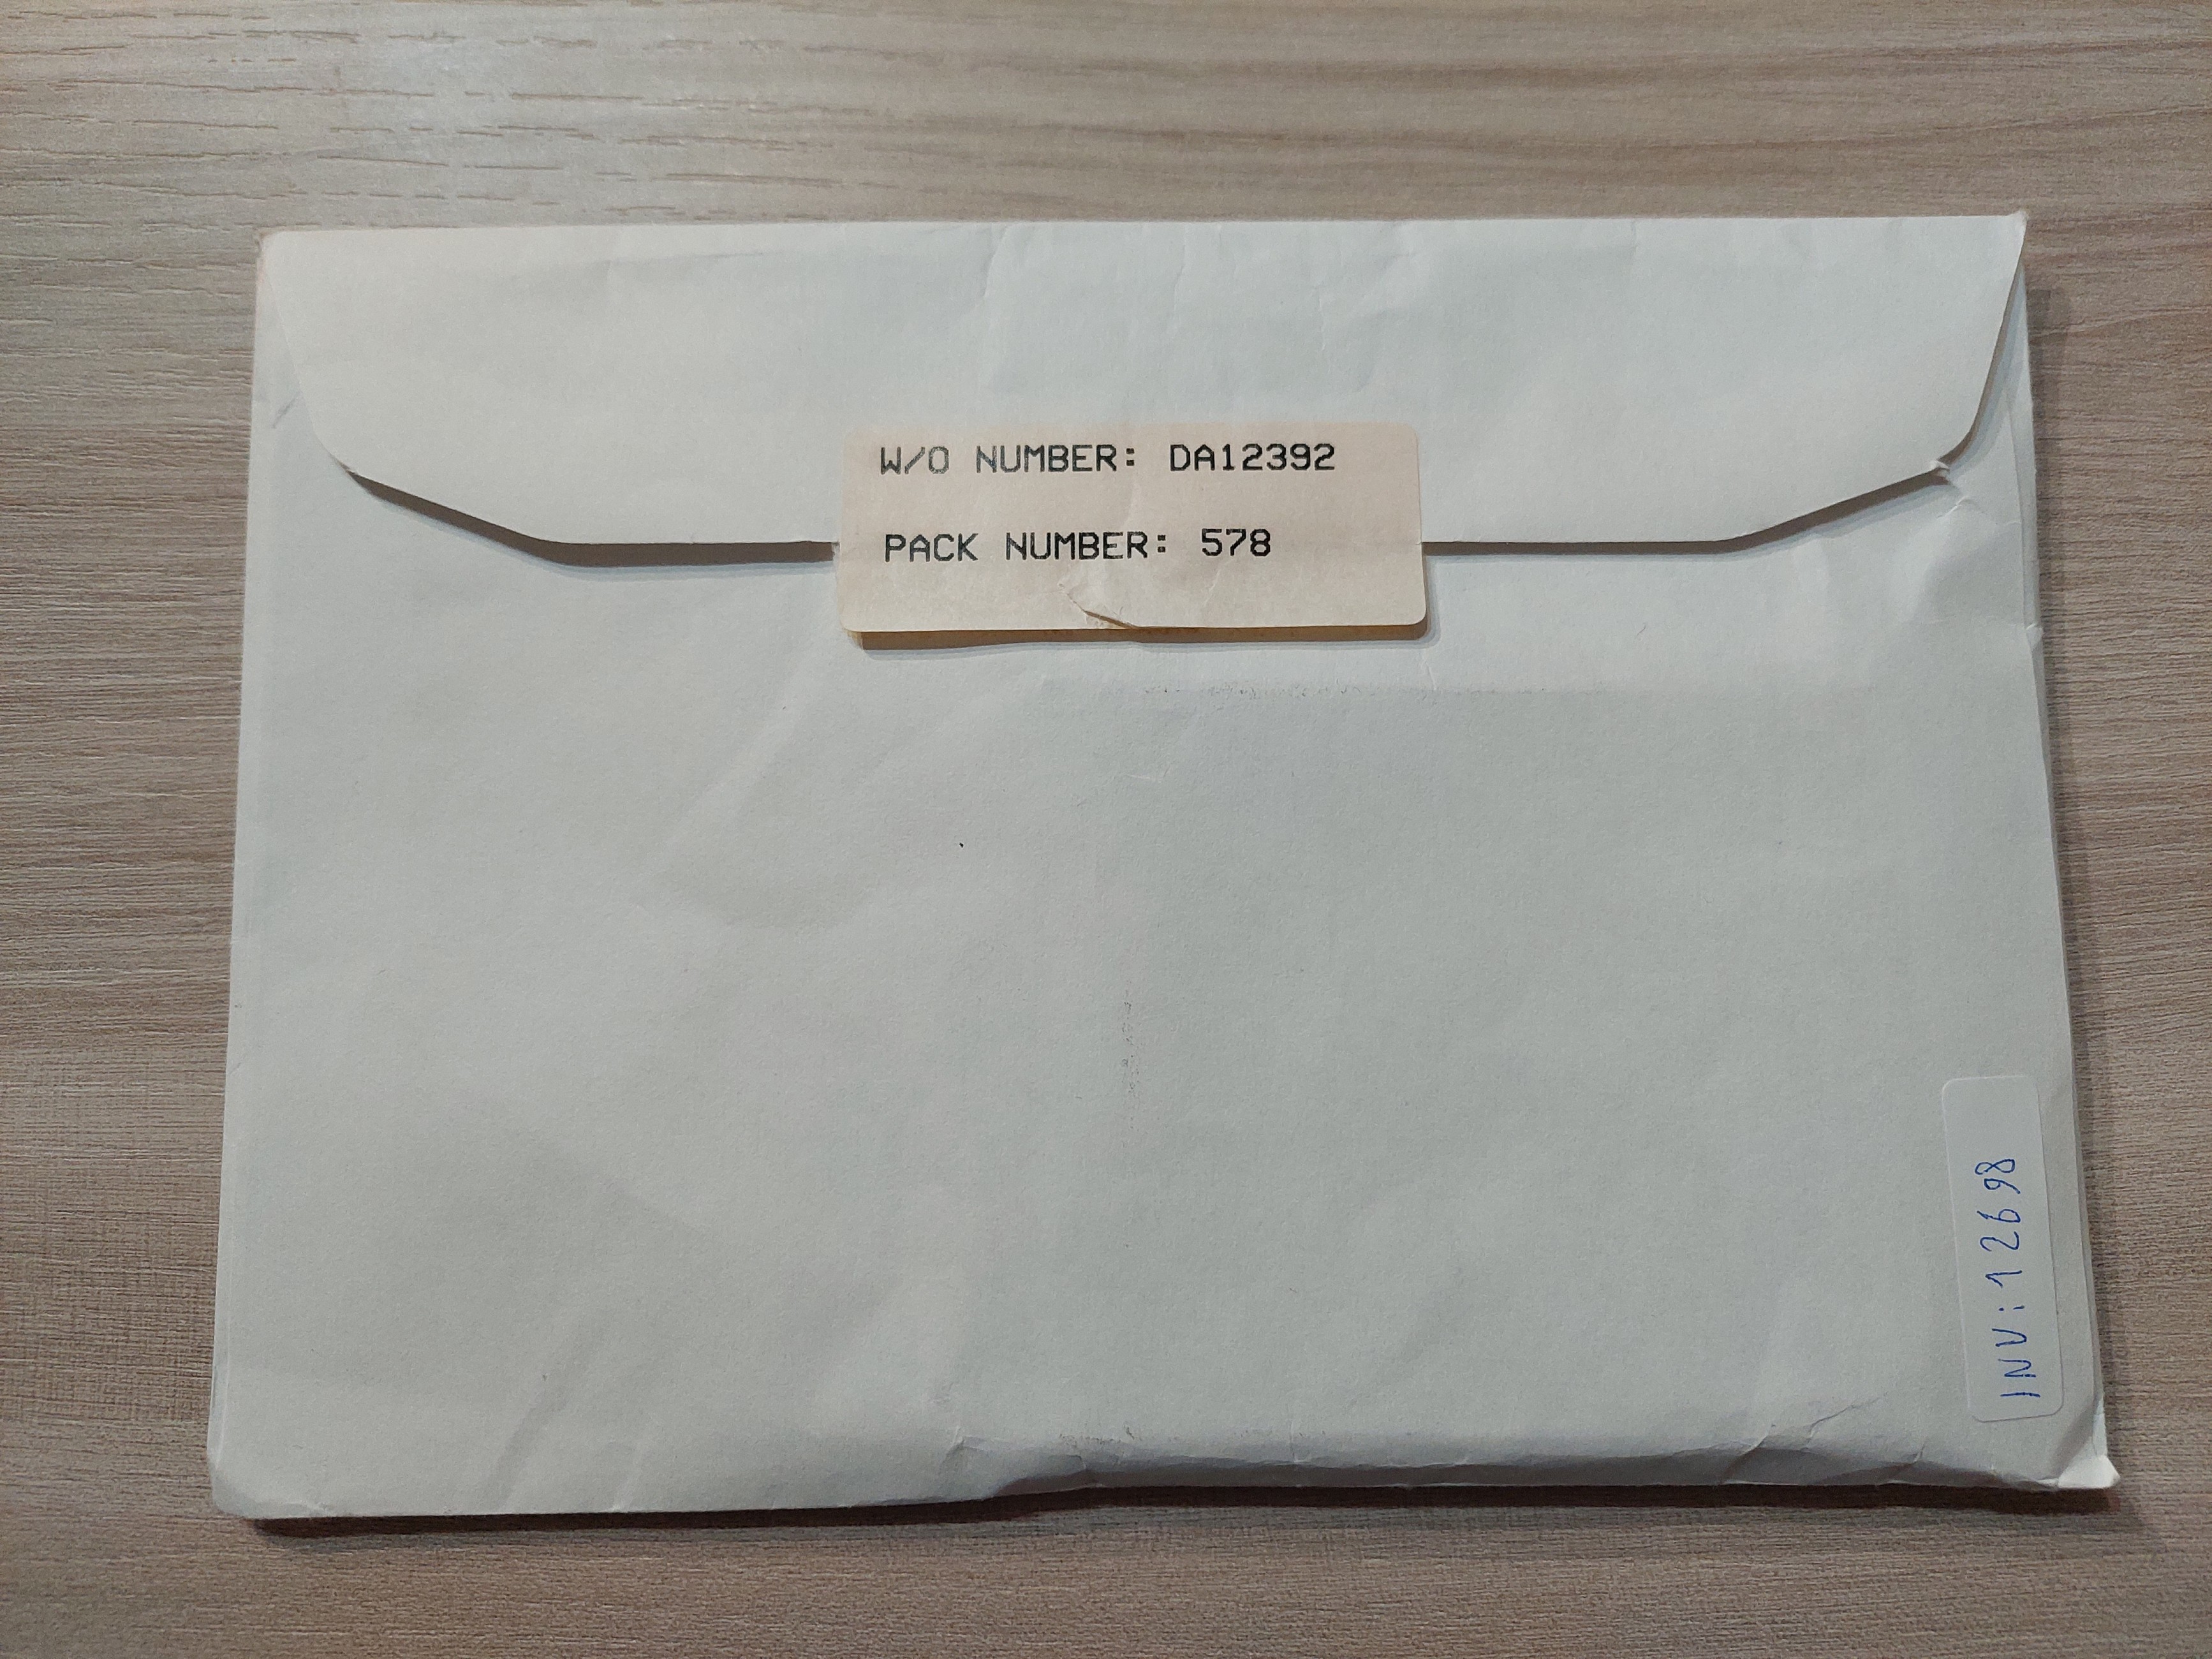 W/O NUMBER: DA12392
PACK NUMBER: 578
INV: 12698